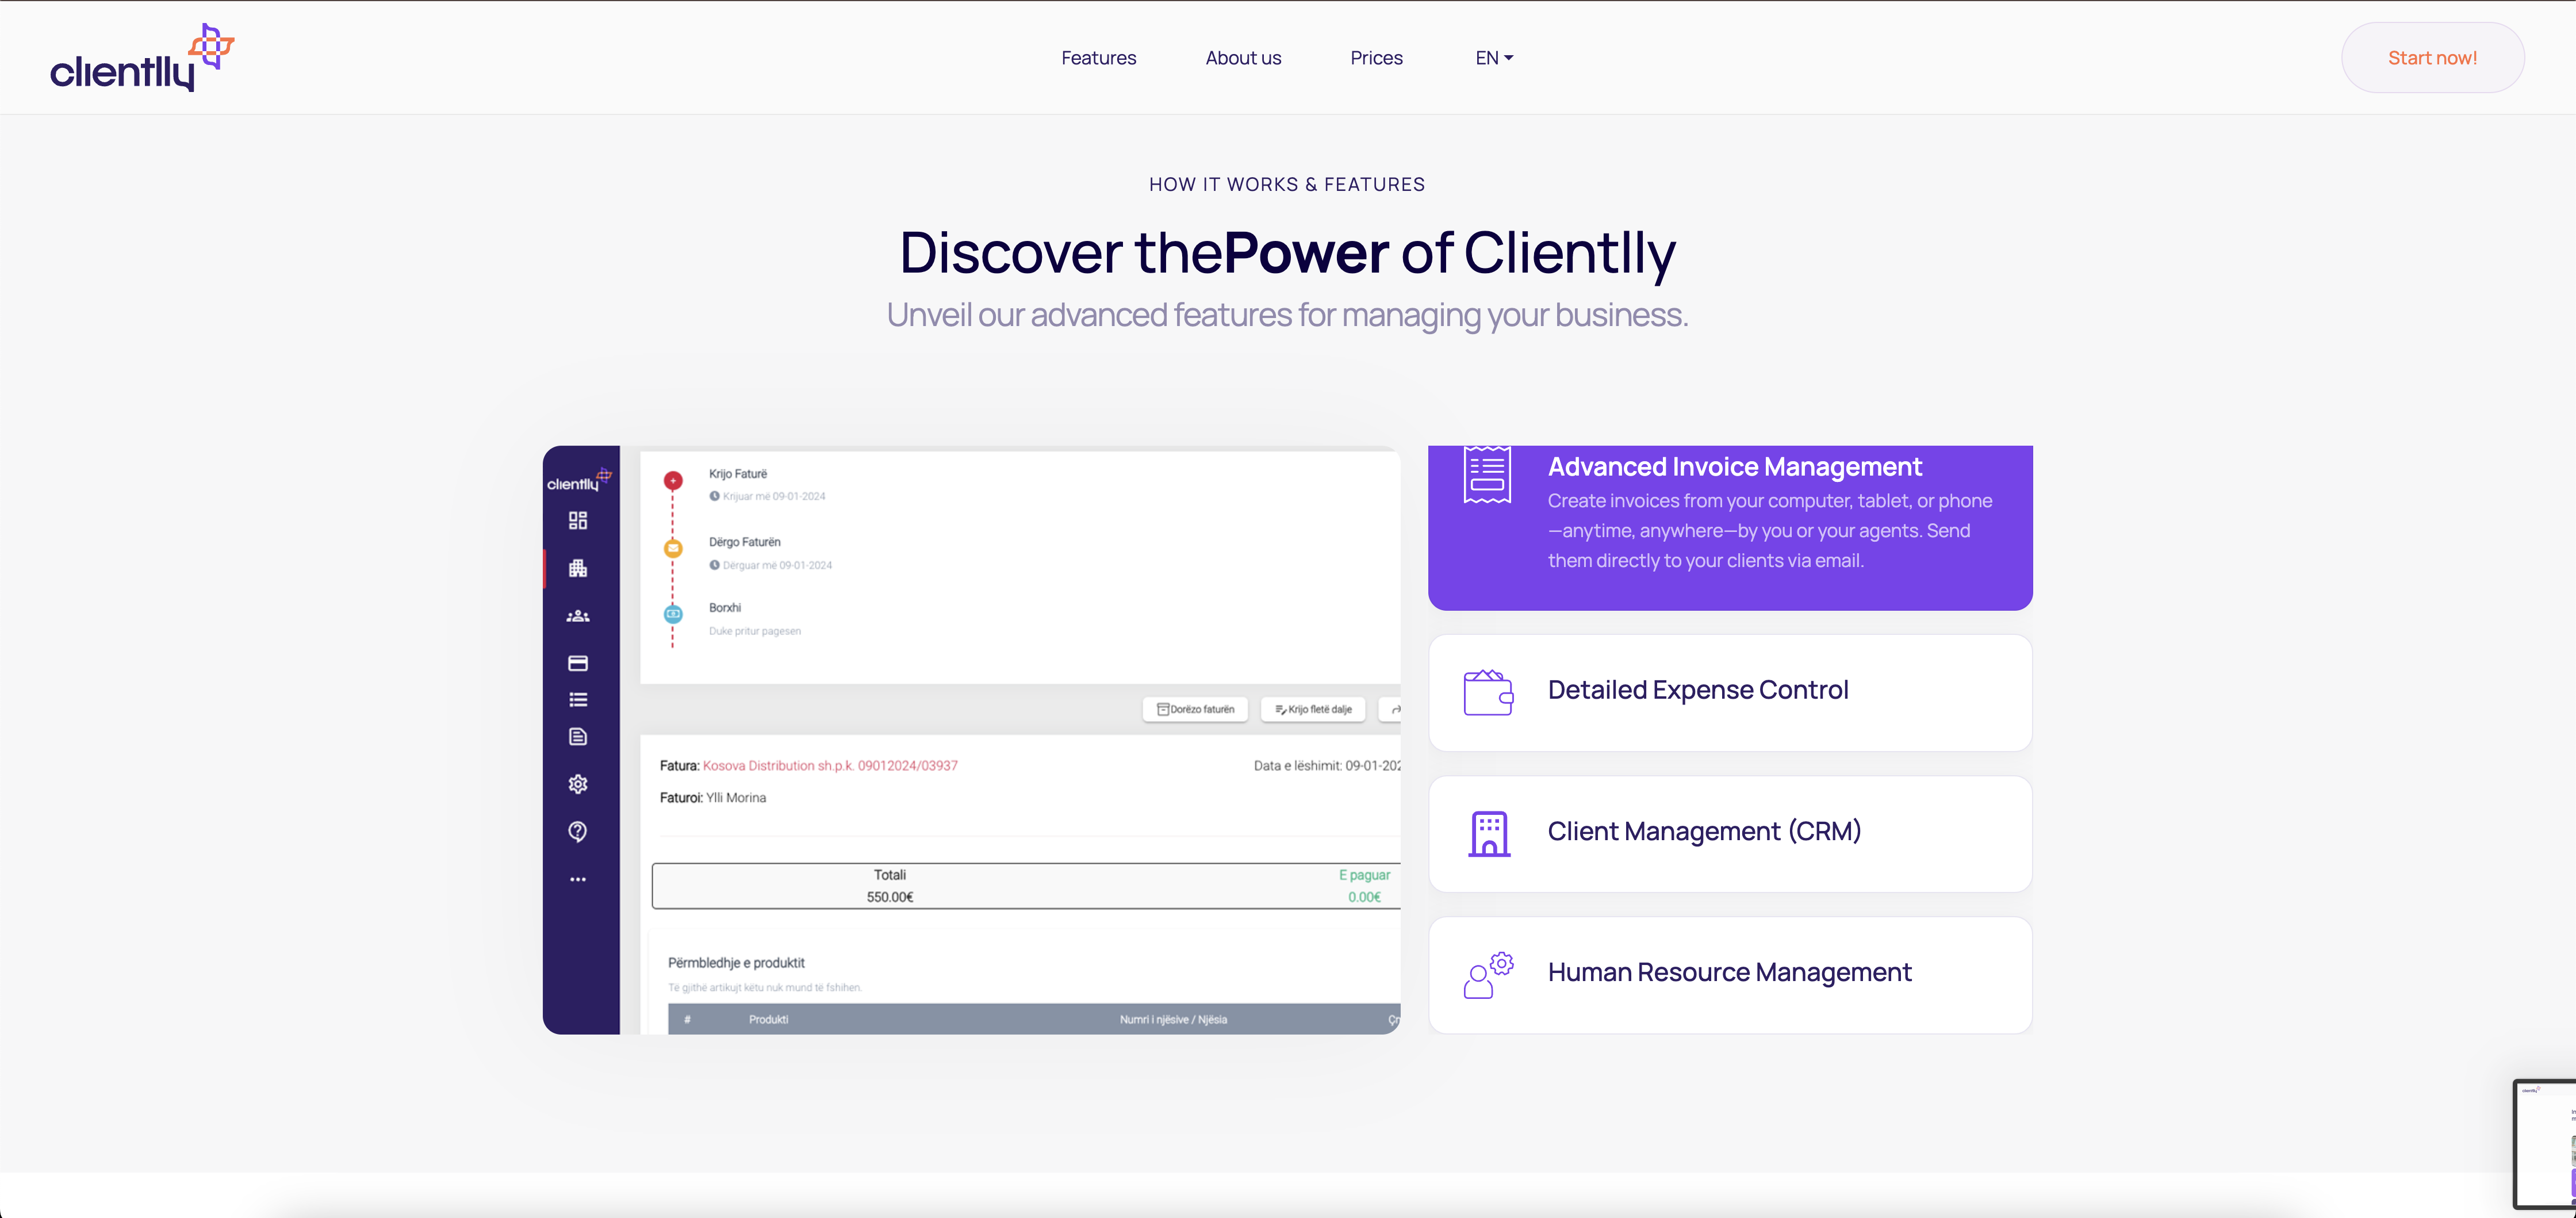 clientlly
Features
About us
Prices
EN
Start now!
HOW IT WORKS & FEATURES
Discover thePower of Clientlly
Unveil our advanced features for managing your business.
clientlly
Krijo Faturë
Krijuar më 09-01-2024
Dërgo Faturën
Dërguar më 09-01-2024
Borxhi
Duke pritur pagesen
Dorëzo faturën
Krijo fletë dalje
Fatura: Kosova Distribution sh.p.k. 09012024/03937
Data e lëshimit: 09-01-202
Faturoi: Ylli Morina
Totali
550.00€
E paguar
0.00€
Përmbledhje e produktit
Të gjithë artikujt këtu nuk mund të fshihen.
#
Produkti
Numri i njësive / Njësia
Advanced Invoice Management
Create invoices from your computer, tablet, or phone
—anytime, anywhere—by you or your agents. Send
them directly to your clients via email.
Detailed Expense Control
Client Management (CRM)
Human Resource Management